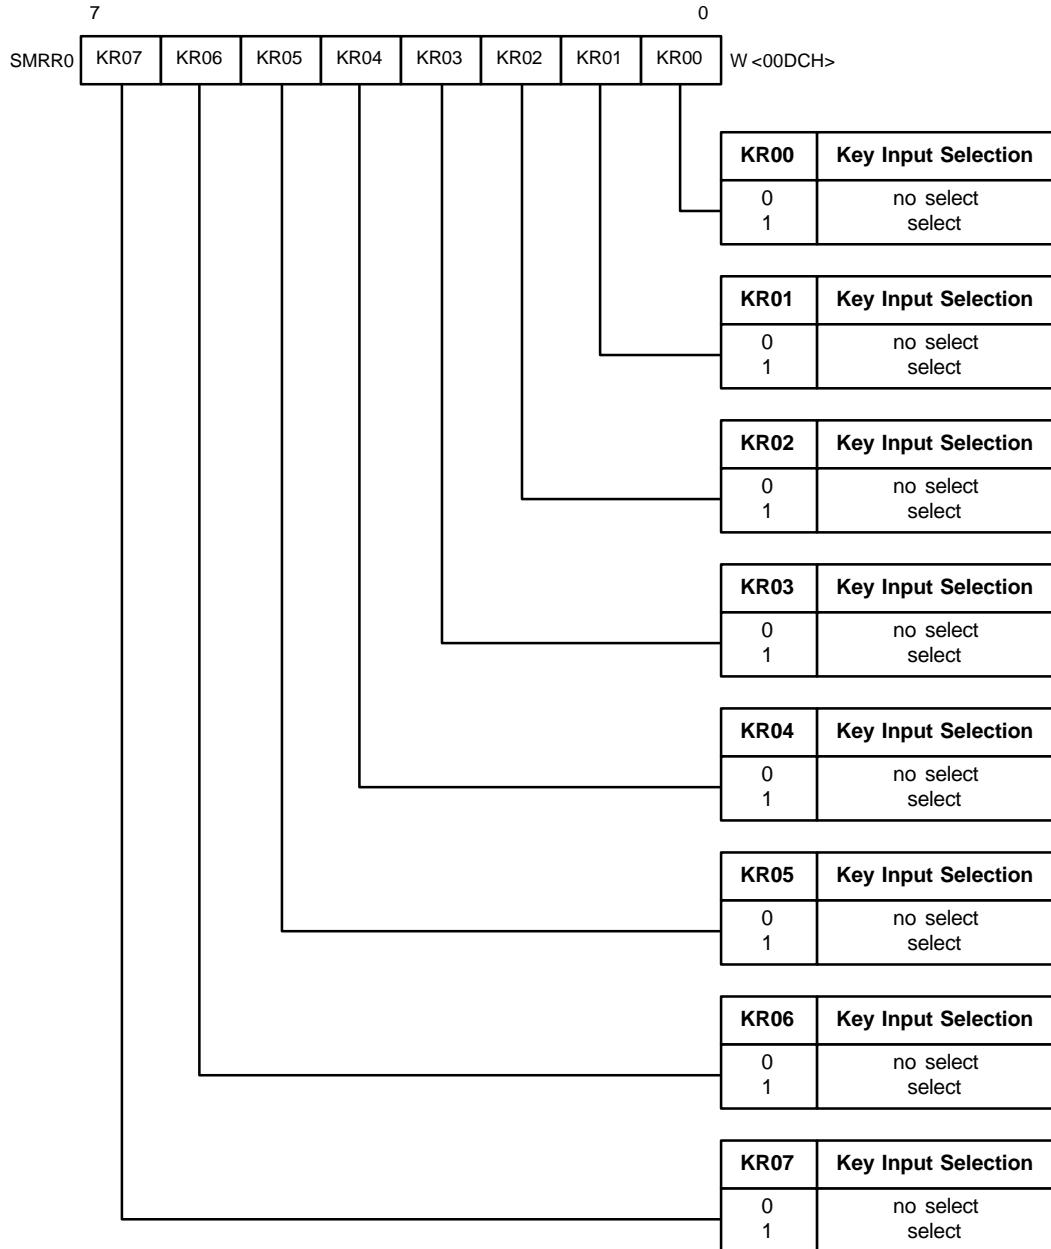 7 0
SMRR0 KR07 KR06 KR05 KR04 KR03 KR02 KR01 KR00 W <00DCH>
KR00 Key Input Selection
0 no select
1 select
KR01 Key Input Selection
0 no select
1 select
KR02 Key Input Selection
0 no select
1 select
KR03 Key Input Selection
0 no select
1 select
KR04 Key Input Selection
0 no select
1 select
KR05 Key Input Selection
0 no select
1 select
KR06 Key Input Selection
0 no select
1 select
KR07 Key Input Selection
0 no select
1 select